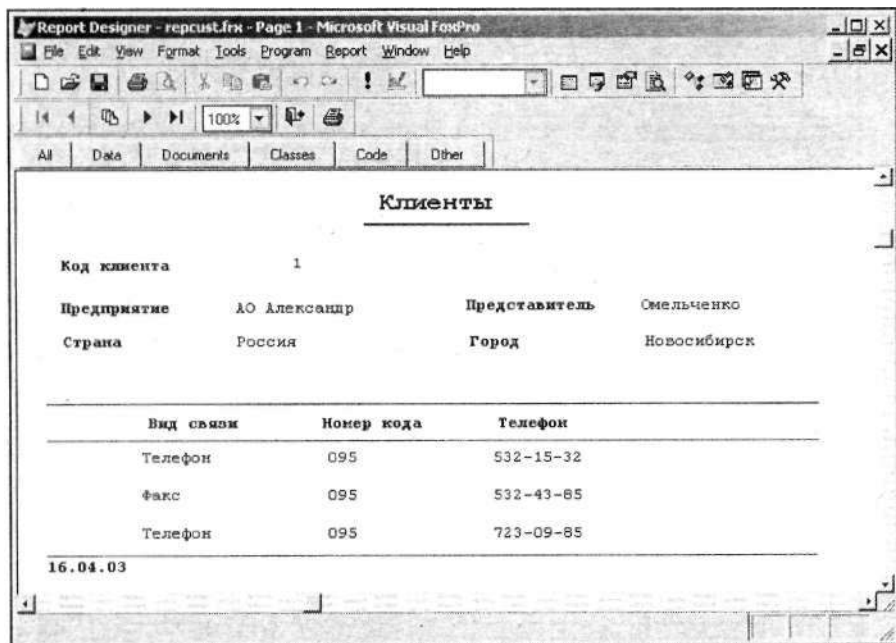 Report Designer - repcust.frx - Page 1 - Microsoft Visual FoxPro
File Edit View Format Tools Program Report Window Help
100%
All Data Documents Classes Code Other
Клиенты
Код клиента 1
Предприятие АО Александр Представитель Омельченко
Страна Россия Город Новосибирск
Вид связи Номер кода Телефон
Телефон 095 532-15-32
Факс 095 532-43-85
Телефон 095 723-09-85
16.04.03